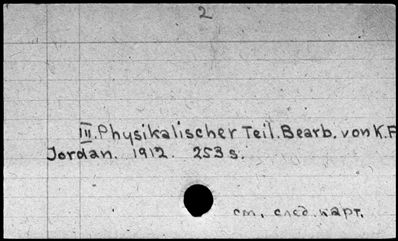 2
III. Physikalischer Teil. Bearb. von K.F
Jordan. 1912. 253 s.
см. след. карт.